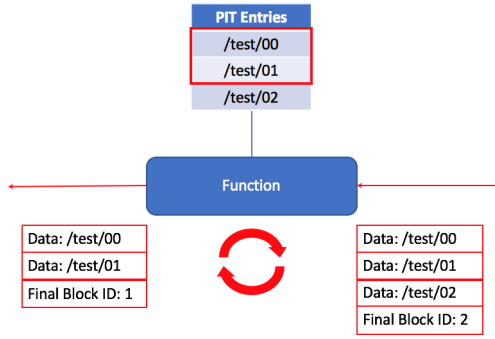 PIT Entries
/test/00
/test/01
/test/02
Function
Data: /test/00
Data: /test/01
Final Block ID: 1
Data: /test/00
Data: /test/01
Data: /test/02
Final Block ID: 2